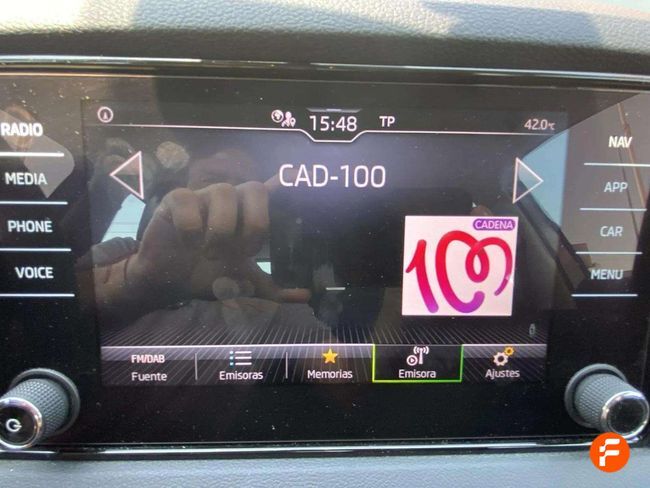 15:48 TP 42.0°C
CAD-100
CADENA
100
RADIO
MEDIA
PHONE
VOICE
NAV
APP
CAR
MENU
FM/DAB
Fuente
Emisoras
Memorias
Emisora
Ajustes